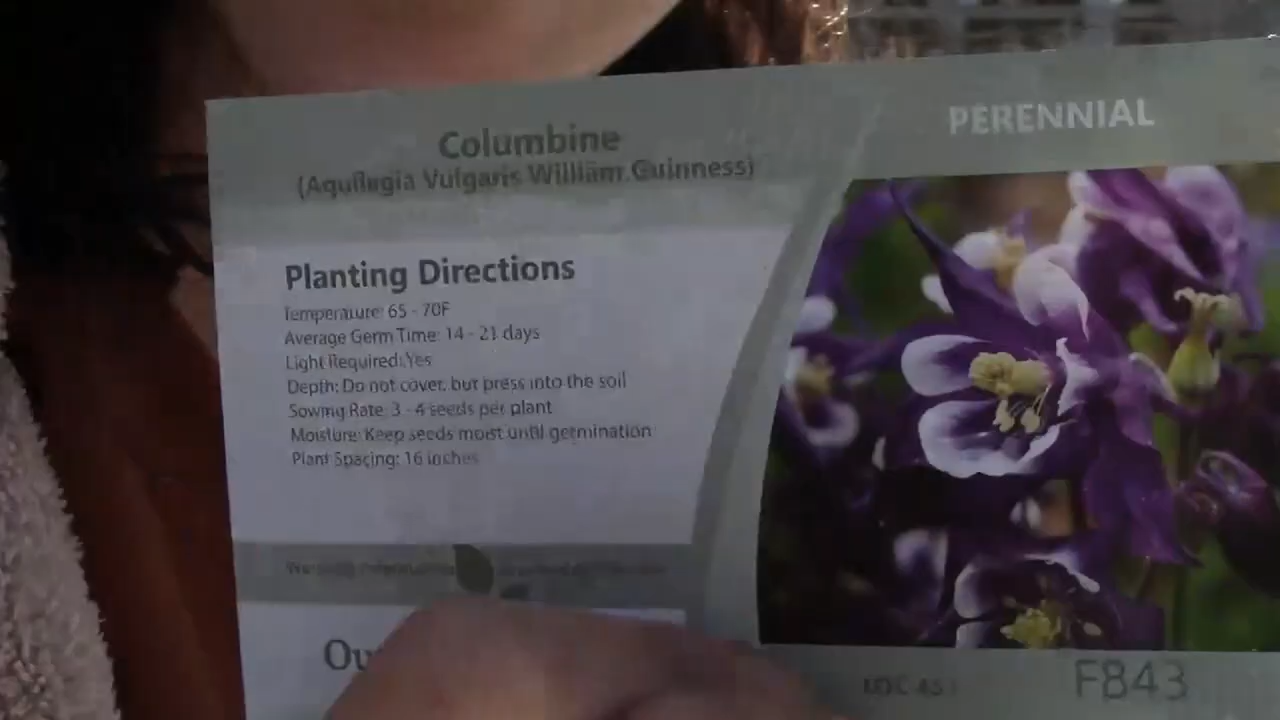 Columbine
(Aquilegia Vulgaris William Guinness)
PERENNIAL
Planting Directions
Temperature: 65 - 70F
Average Germ Time: 14 - 21 days
Light Required: Yes
Depth: Do not cover, but press into the soil
Sowing Rate: 3 - 4 seeds per plant
Moisture: Keep seeds moist until germination
Plant Spacing: 16 inches
Ou
F843